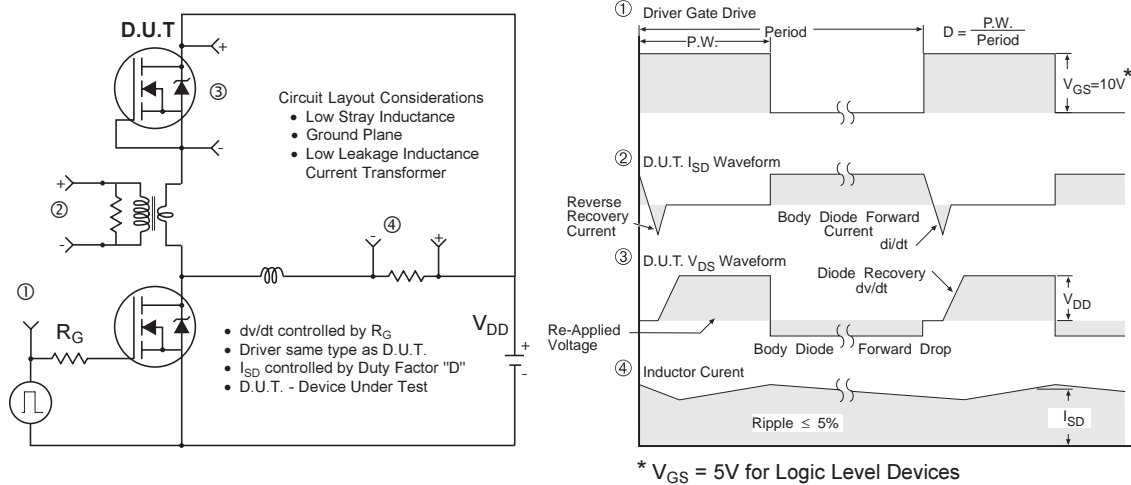 D.U.T
+
③
-
Circuit Layout Considerations
• Low Stray Inductance
• Ground Plane
• Low Leakage Inductance
Current Transformer
+
②
-
④
-
+
①
R_G
V_DD
+
-
• dv/dt controlled by R_G
• Driver same type as D.U.T.
• I_SD controlled by Duty Factor "D"
• D.U.T. - Device Under Test
① Driver Gate Drive
P.W.
Period
D = P.W. / Period
V_GS=10V *
② D.U.T. I_SD Waveform
Reverse
Recovery
Current
Body Diode Forward
Current
di/dt
③ D.U.T. V_DS Waveform
Diode Recovery
dv/dt
V_DD
Re-Applied
Voltage
Body Diode Forward Drop
④ Inductor Curent
Ripple ≤ 5%
I_SD
* V_GS = 5V for Logic Level Devices